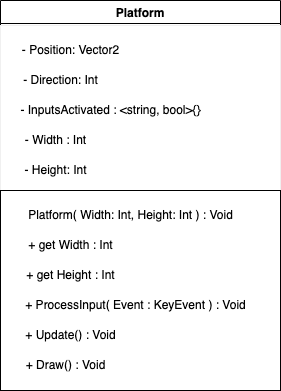 Platform
- Position: Vector2
- Direction: Int
- InputsActivated : <string, bool>{}
- Width : Int
- Height: Int
Platform( Width: Int, Height: Int ) : Void
+ get Width : Int
+ get Height : Int
+ ProcessInput( Event : KeyEvent ) : Void
+ Update() : Void
+ Draw() : Void